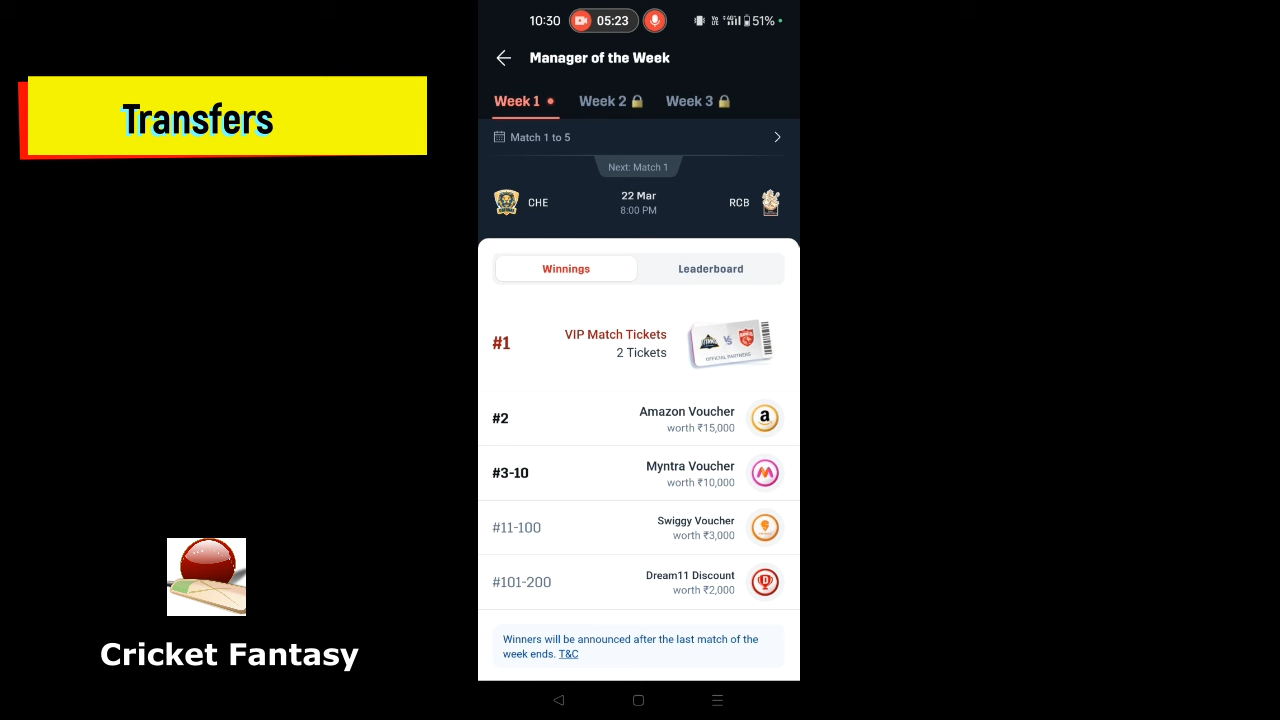 10:30 05:23 51%
Manager of the Week
Transfers
Week 1 Week 2 Week 3
Match 1 to 5
Next: Match 1
CHE 22 Mar RCB
8:00 PM
Winnings Leaderboard
#1 VIP Match Tickets
2 Tickets
VS
OFFICIAL PARTNERS
#2 Amazon Voucher
worth ₹15,000
#3-10 Myntra Voucher
worth ₹10,000
#11-100 Swiggy Voucher
worth ₹3,000
#101-200 Dream11 Discount
worth ₹2,000
Winners will be announced after the last match of the
week ends. T&C
Cricket Fantasy